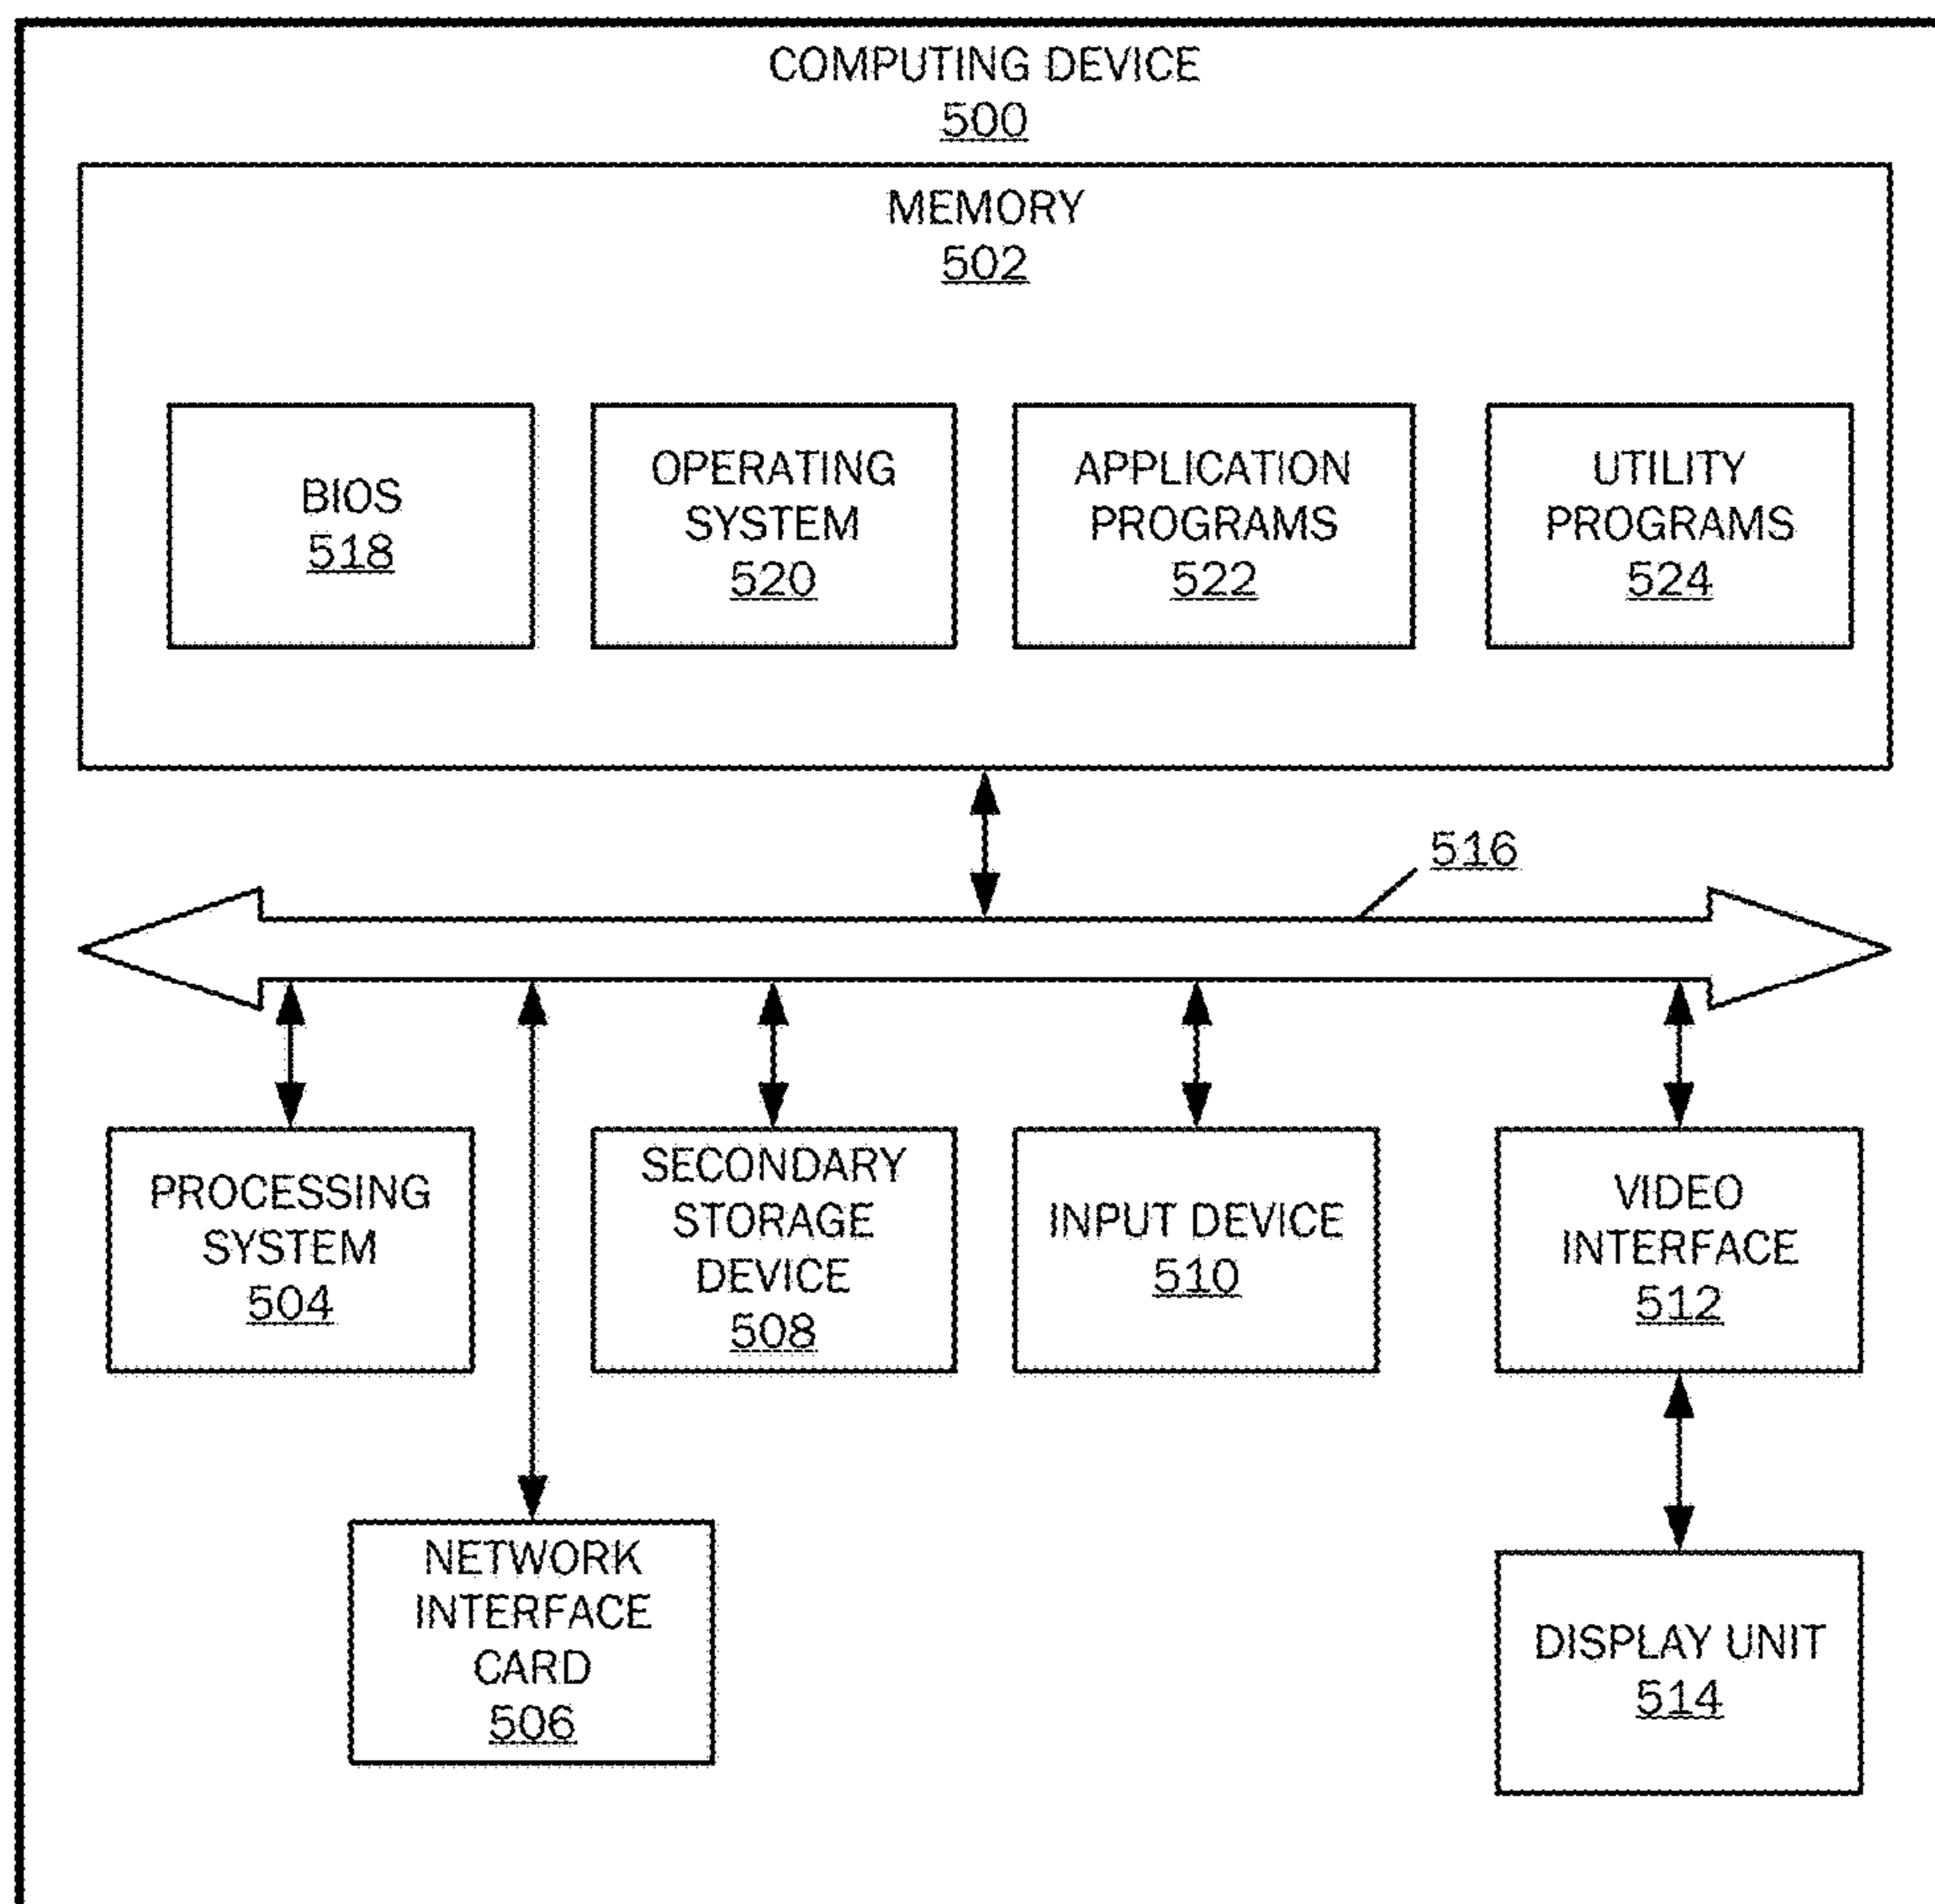 COMPUTING DEVICE
500
MEMORY
502
BIOS
518
OPERATING
SYSTEM
520
APPLICATION
PROGRAMS
522
UTILITY
PROGRAMS
524
516
PROCESSING
SYSTEM
504
SECONDARY
STORAGE
DEVICE
508
INPUT DEVICE
510
VIDEO
INTERFACE
512
NETWORK
INTERFACE
CARD
506
DISPLAY UNIT
514